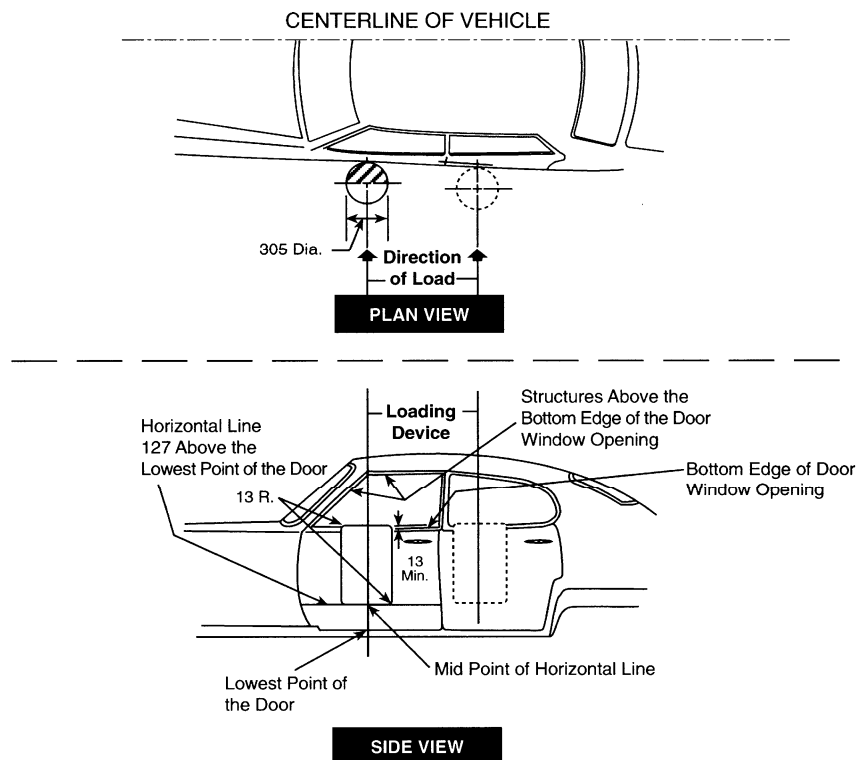 CENTERLINE OF VEHICLE
305 Dia.
Direction
of Load
PLAN VIEW
Structures Above the
Bottom Edge of the Door
Window Opening
Loading
Device
Horizontal Line
127 Above the
Lowest Point of the Door
Bottom Edge of Door
Window Opening
13 R.
13
Min.
Mid Point of Horizontal Line
Lowest Point of
the Door
SIDE VIEW